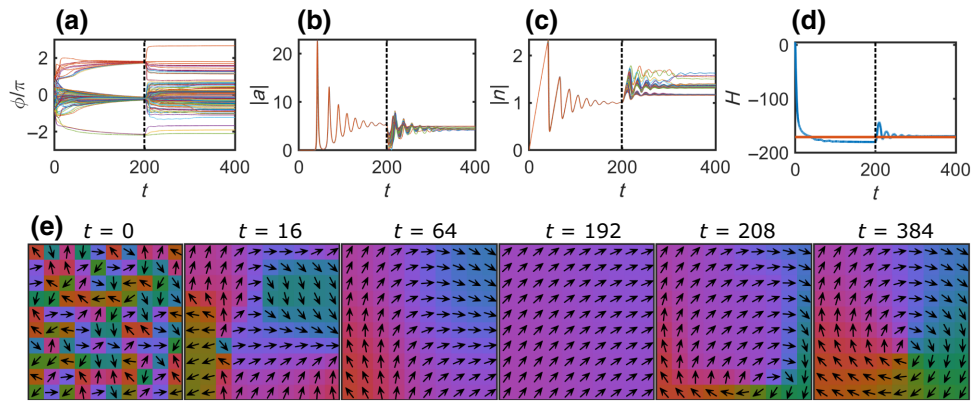 (a) (b) (c) (d)
2 0 −2 ϕ/π 0 200 400 t
20 10 0 |a| 0 200 400 t
2 1 0 |n| 0 200 400 t
0 −100 −200 H 0 200 400 t
(e) t = 0 t = 16 t = 64 t = 192 t = 208 t = 384